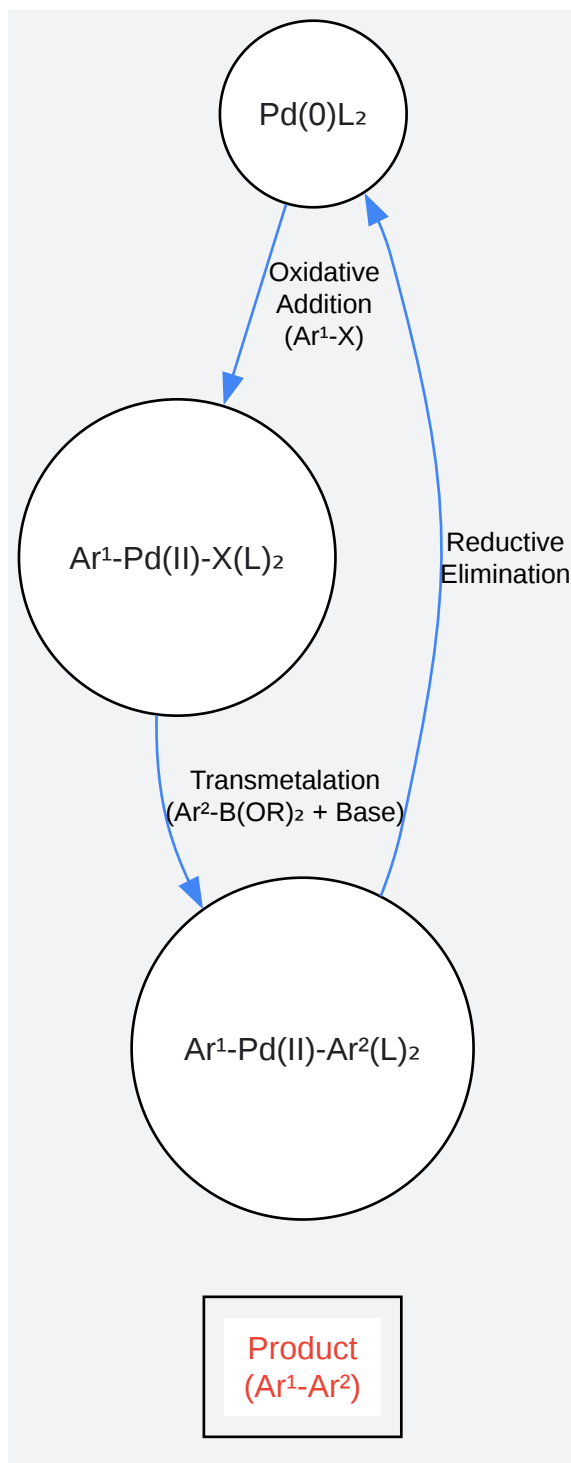 Pd(0)L₂
Oxidative
Addition
(Ar¹-X)
Ar¹-Pd(II)-X(L)₂
Reductive
Elimination
Transmetalation
(Ar²-B(OR)₂ + Base)
Ar¹-Pd(II)-Ar²(L)₂
Product
(Ar¹-Ar²)